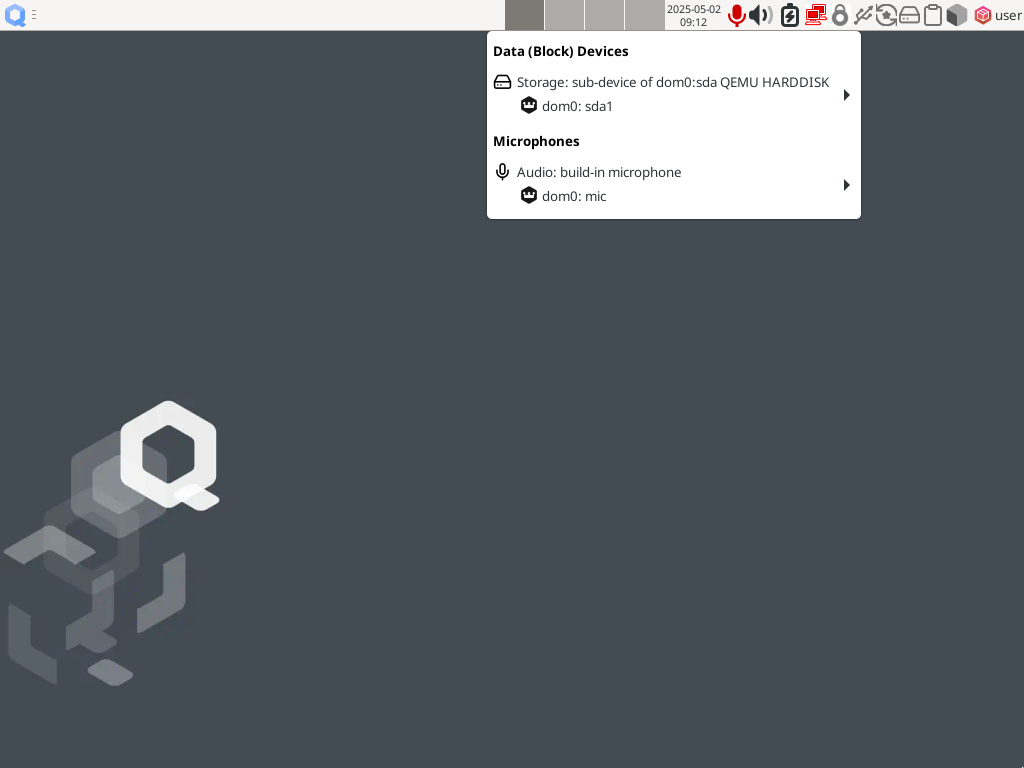 2025-05-02
09:12
user
Data (Block) Devices
Storage: sub-device of dom0:sda QEMU HARDDISK
dom0: sda1
Microphones
Audio: build-in microphone
dom0: mic